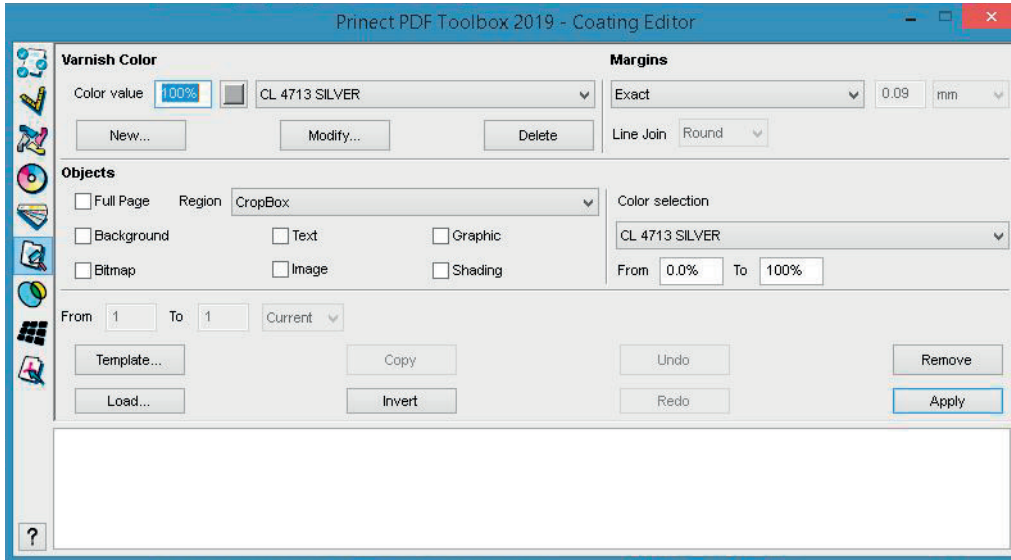 Prinect PDF Toolbox 2019 - Coating Editor
Varnish Color
Margins
Color value 100% CL 4713 SILVER
Exact 0.09 mm
New... Modify... Delete
Line Join Round
Objects
Full Page Region CropBox
Color selection
Background Text Graphic
CL 4713 SILVER
Bitmap Image Shading
From 0.0% To 100%
From 1 To 1 Current
Template... Copy Undo Remove
Load... Invert Redo Apply
?